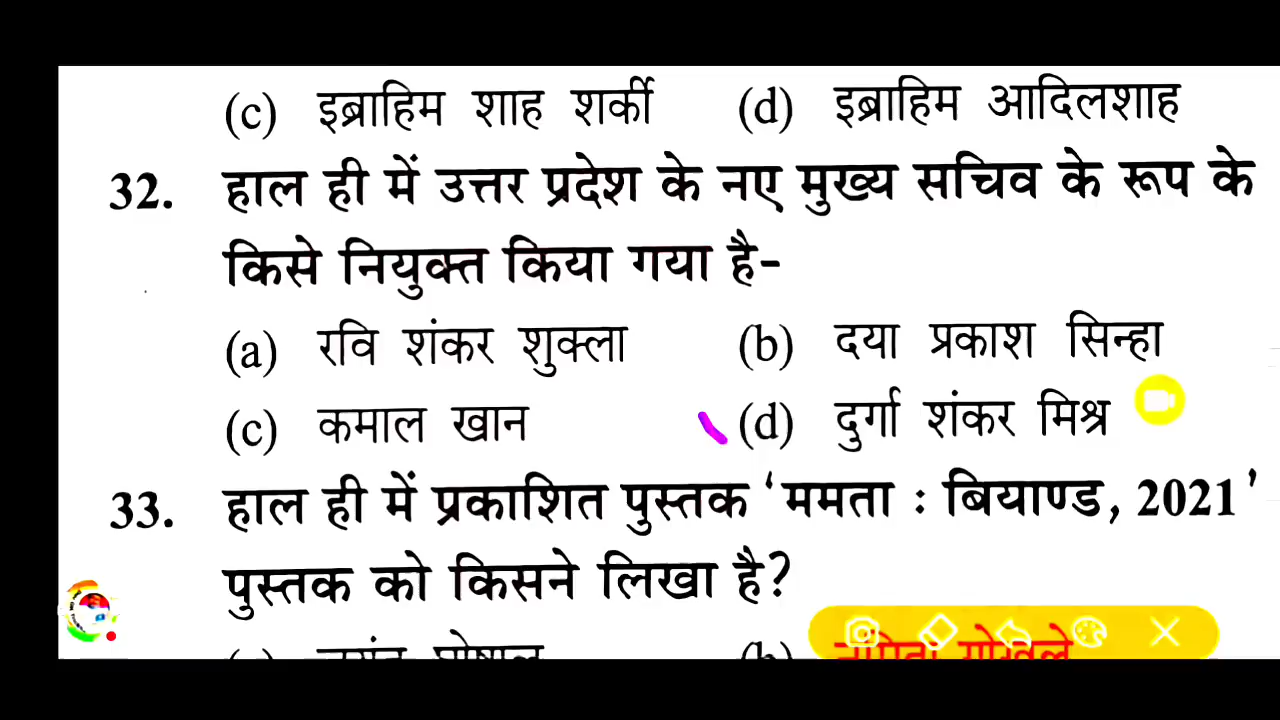 (c) इब्राहिम शाह शर्की (d) इब्राहिम आदिलशाह
32. हाल ही में उत्तर प्रदेश के नए मुख्य सचिव के रूप के
किसे नियुक्त किया गया है-
(a) रवि शंकर शुक्ला (b) दया प्रकाश सिन्हा
(c) कमाल खान (d) दुर्गा शंकर मिश्र
33. हाल ही में प्रकाशित पुस्तक ‘ममता : बियाण्ड, 2021’
पुस्तक को किसने लिखा है?